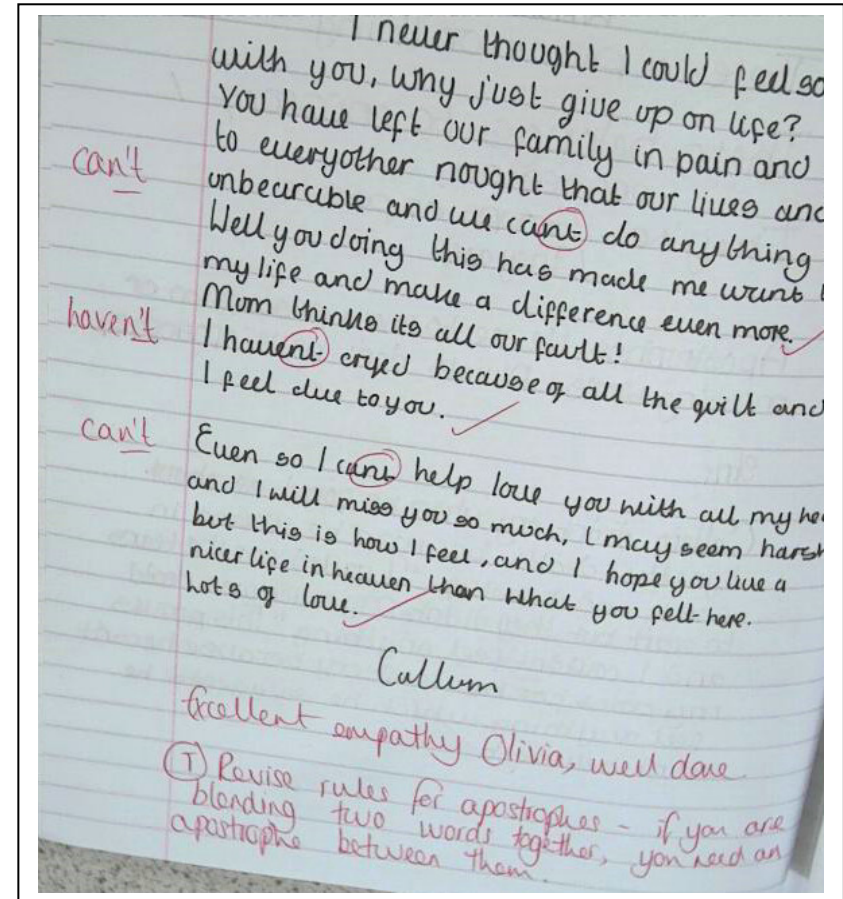 I never thought I could feel so
with you, why just give up on life?
You have left our family in pain and
can't
to everyother nought that our lives and
unbearable and we cant do anything
Well you doing this has made me want
my life and make a difference even more.
haven't
Mom thinks its all our fault!
I havent cryed because of all the guilt and
I feel due to you.
can't
Even so I cant help love you with all my
and I will miss you so much, I may seem harsh
but this is how I feel, and I hope you live a
nicer life in heaven than what you felt here.
Lots of love.
Callum
Excellent empathy Olivia, well done
T Revise rules for apostrophes - if you are
blending two words together, you need an
apostrophe between them.